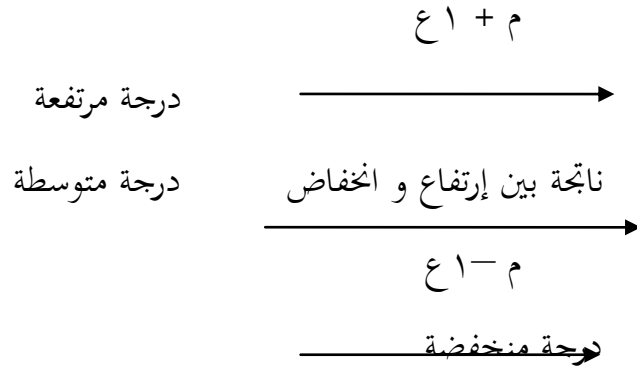 م + ١ ع
درجة مرتفعة
ناتجة بين إرتفاع و انخفاض درجة متوسطة
م –١ ع
درجة منخفضة